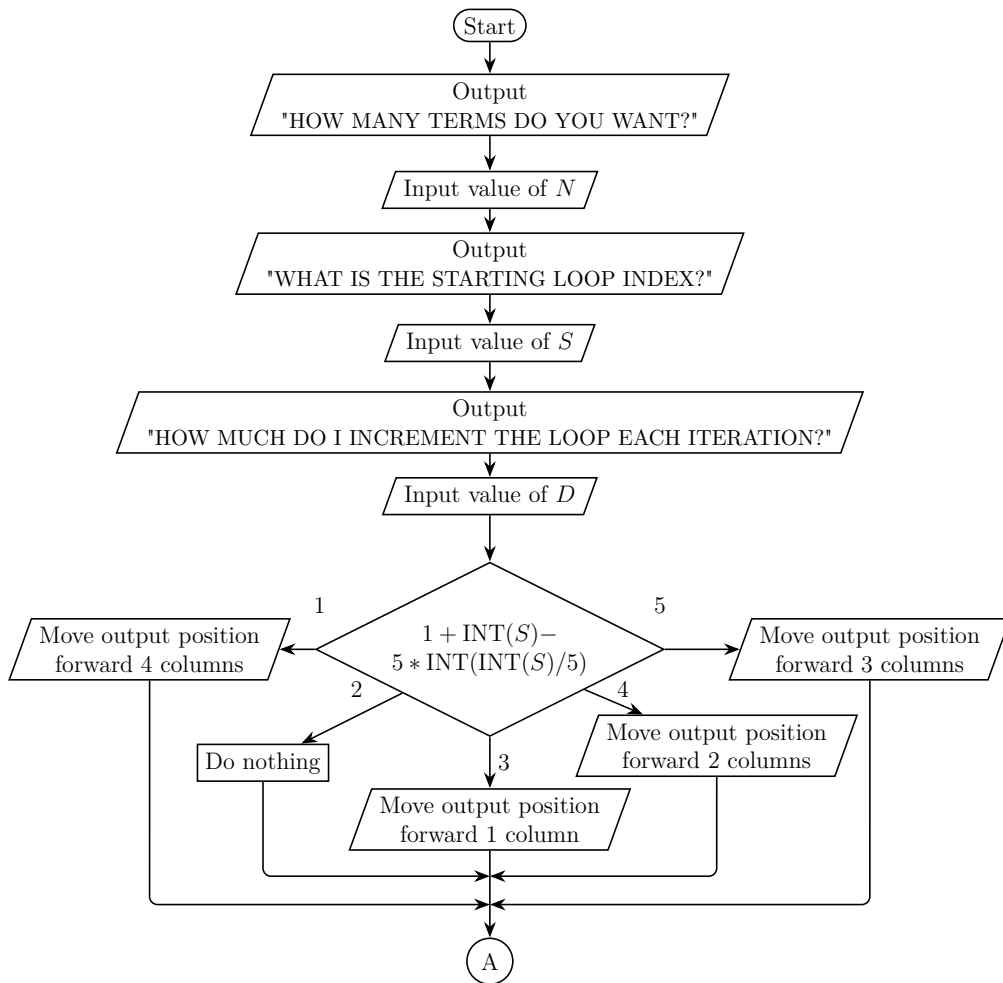 Start
Output
"HOW MANY TERMS DO YOU WANT?"
Input value of N
Output
"WHAT IS THE STARTING LOOP INDEX?"
Input value of S
Output
"HOW MUCH DO I INCREMENT THE LOOP EACH ITERATION?"
Input value of D
1 + INT(S)−
5 ∗ INT(INT(S)/5)
1
Move output position
forward 4 columns
2
Do nothing
3
Move output position
forward 1 column
4
Move output position
forward 2 columns
5
Move output position
forward 3 columns
A